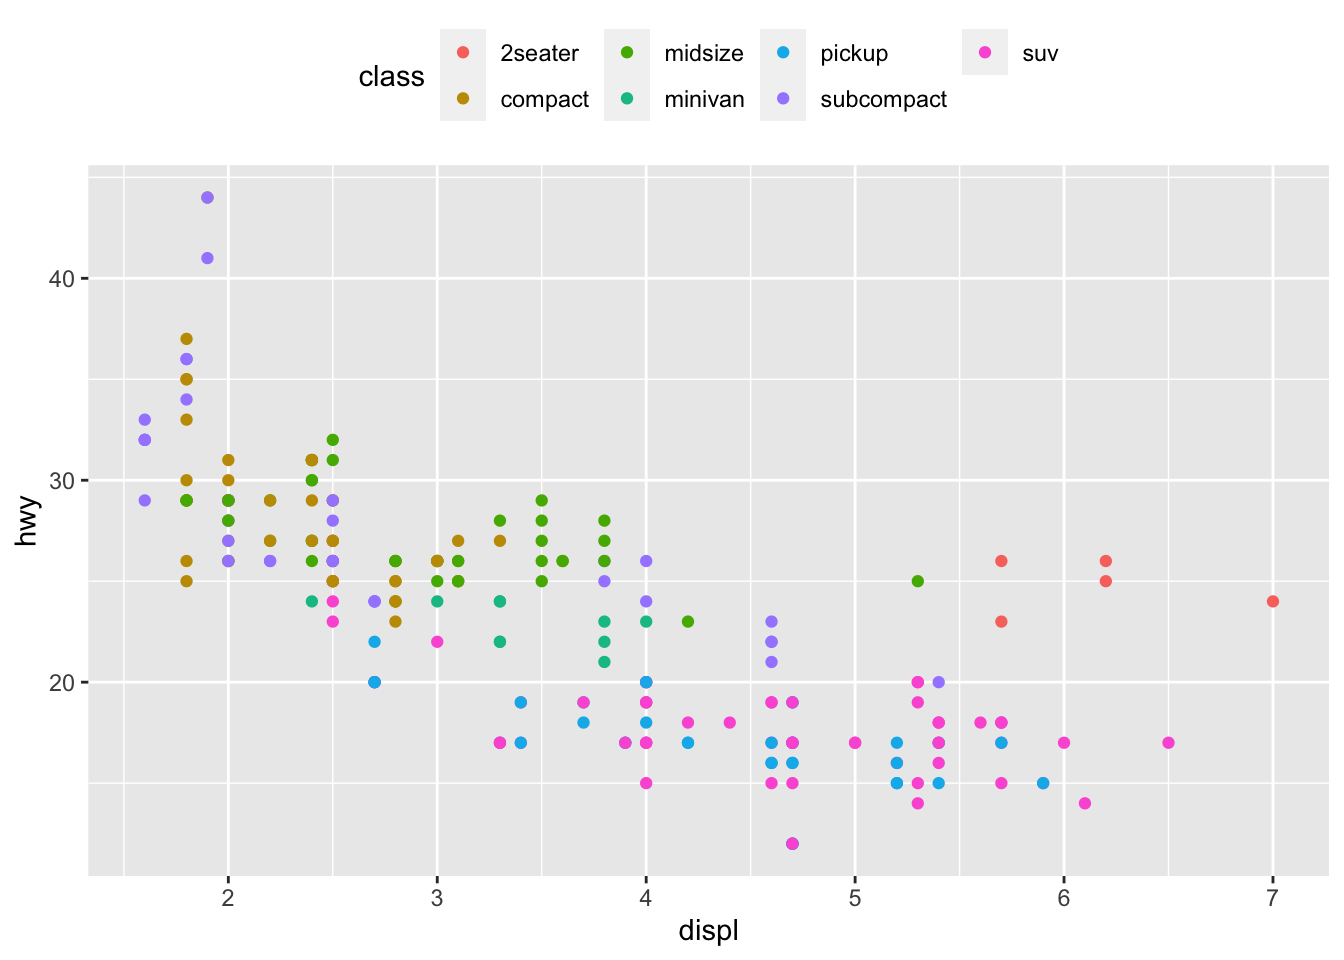 class
2seater midsize pickup suv
compact minivan subcompact
hwy
40
30
20
2 3 4 5 6 7
displ